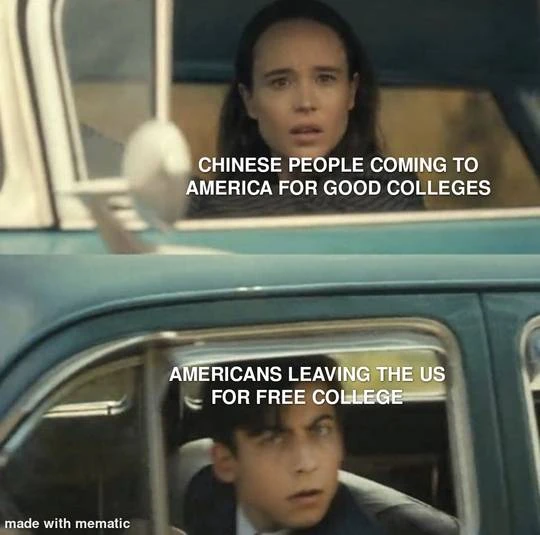 CHINESE PEOPLE COMING TO
AMERICA FOR GOOD COLLEGES
AMERICANS LEAVING THE US
FOR FREE COLLEGE
made with mematic